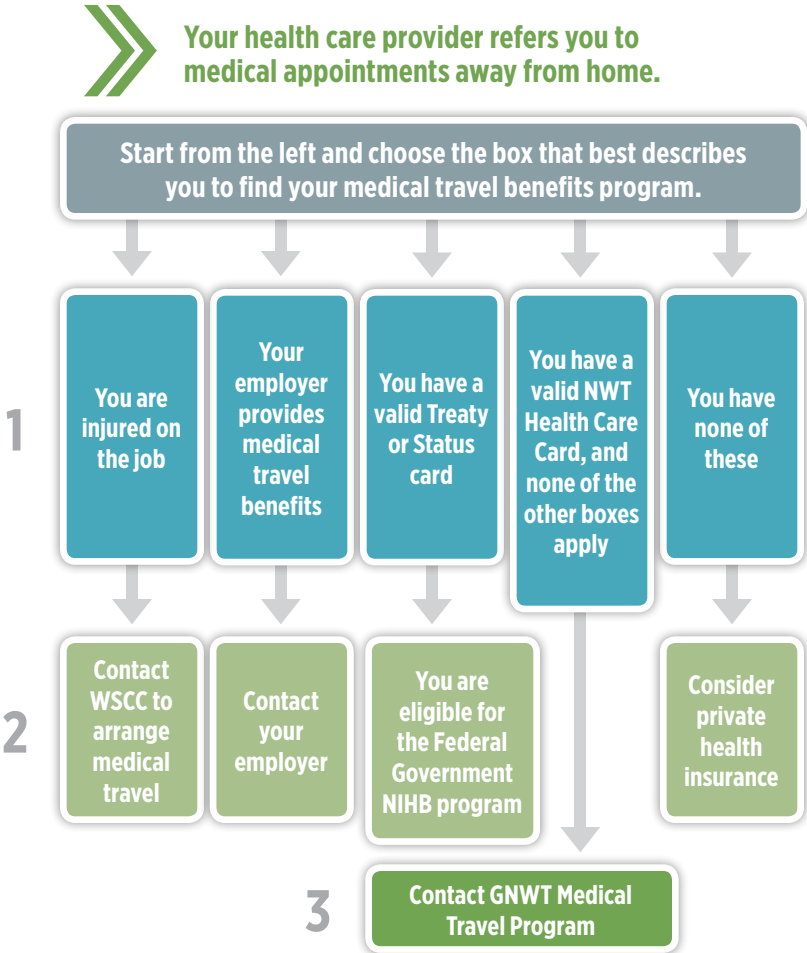 Your health care provider refers you to
medical appointments away from home.
Start from the left and choose the box that best describes
you to find your medical travel benefits program.
1
You are
injured on
the job
Your
employer
provides
medical
travel
benefits
You have a
valid Treaty
or Status
card
You have a
valid NWT
Health Care
Card, and
none of the
other boxes
apply
You have
none of
these
2
Contact
WSCC to
arrange
medical
travel
Contact
your
employer
You are
eligible for
the Federal
Government
NIHB program
Consider
private
health
insurance
3
Contact GNWT Medical
Travel Program